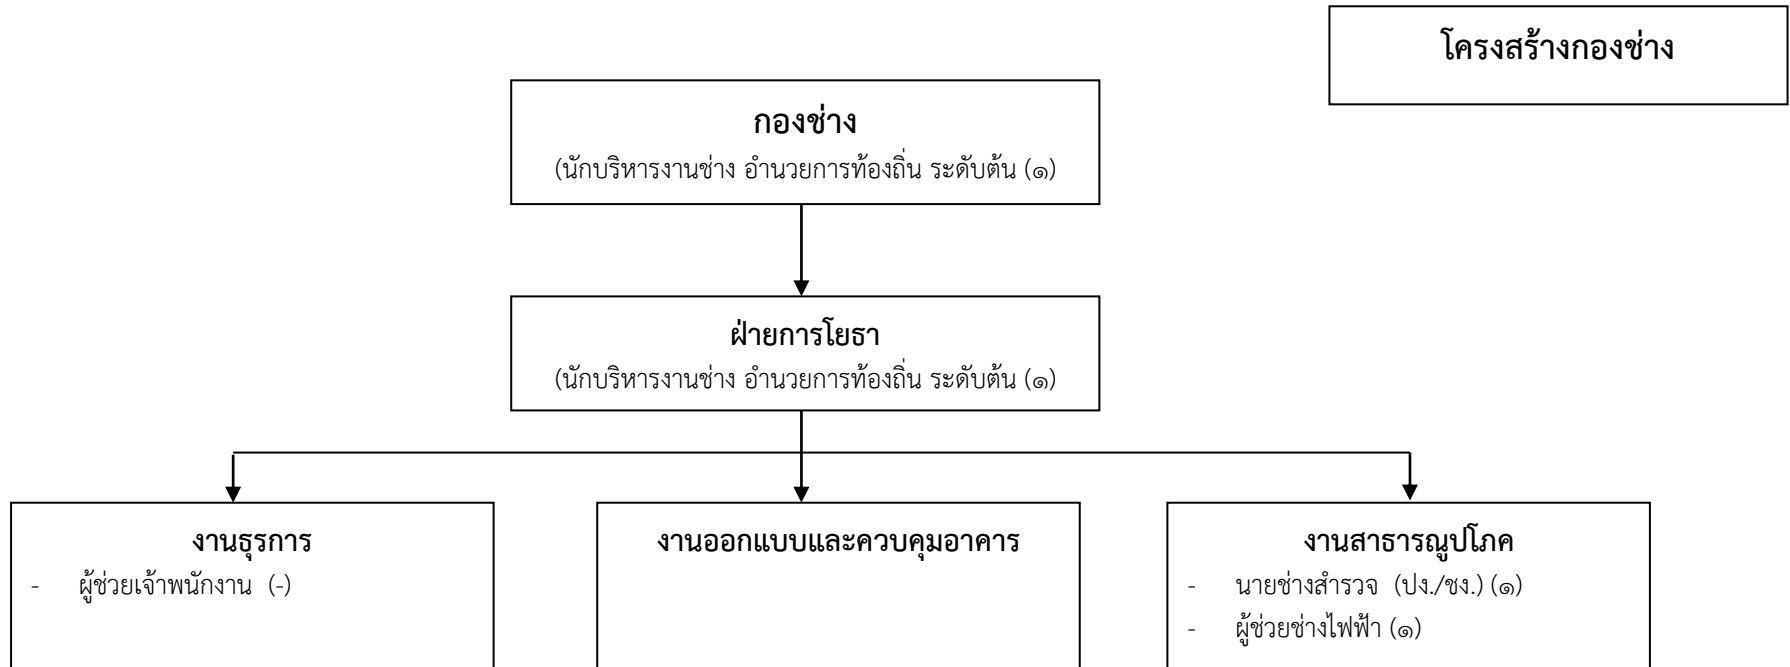 โครงสร้างกองช่าง
กองช่าง
(นักบริหารงานช่าง อำนวยการท้องถิ่น ระดับต้น (๑)
ฝ่ายการโยธา
(นักบริหารงานช่าง อำนวยการท้องถิ่น ระดับต้น (๑)
งานธุรการ
- ผู้ช่วยเจ้าพนักงาน (-)
งานออกแบบและควบคุมอาคาร
งานสาธารณูปโภค
- นายช่างสำรวจ (ปง./ชง.) (๑)
- ผู้ช่วยช่างไฟฟ้า (๑)